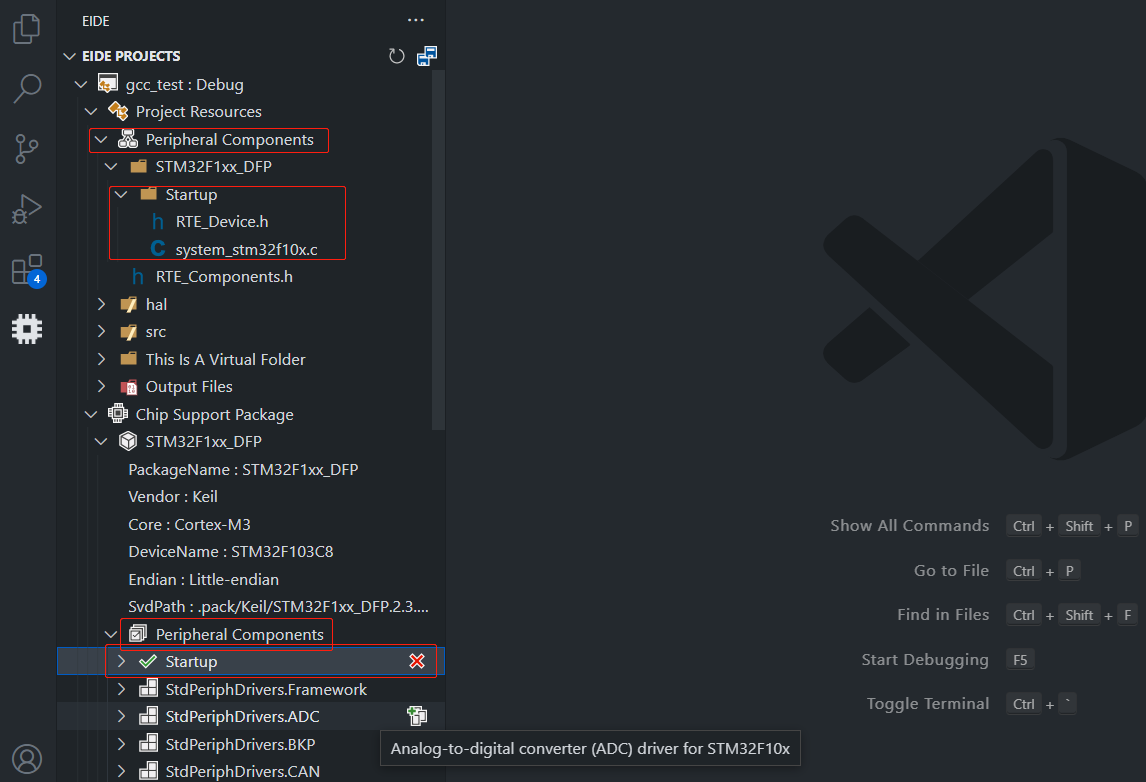 EIDE
EIDE PROJECTS
gcc_test : Debug
Project Resources
Peripheral Components
STM32F1xx_DFP
Startup
h RTE_Device.h
C system_stm32f10x.c
h RTE_Components.h
hal
src
This Is A Virtual Folder
Output Files
Chip Support Package
STM32F1xx_DFP
PackageName : STM32F1xx_DFP
Vendor : Keil
Core : Cortex-M3
DeviceName : STM32F103C8
Endian : Little-endian
SvdPath : .pack/Keil/STM32F1xx_DFP.2.3....
Peripheral Components
Startup
StdPeriphDrivers.Framework
StdPeriphDrivers.ADC
StdPeriphDrivers.BKP
StdPeriphDrivers.CAN
4
Show All Commands Ctrl + Shift + P
Go to File Ctrl + P
Find in Files Ctrl + Shift + F
Start Debugging F5
Toggle Terminal Ctrl + `
Analog-to-digital converter (ADC) driver for STM32F10x